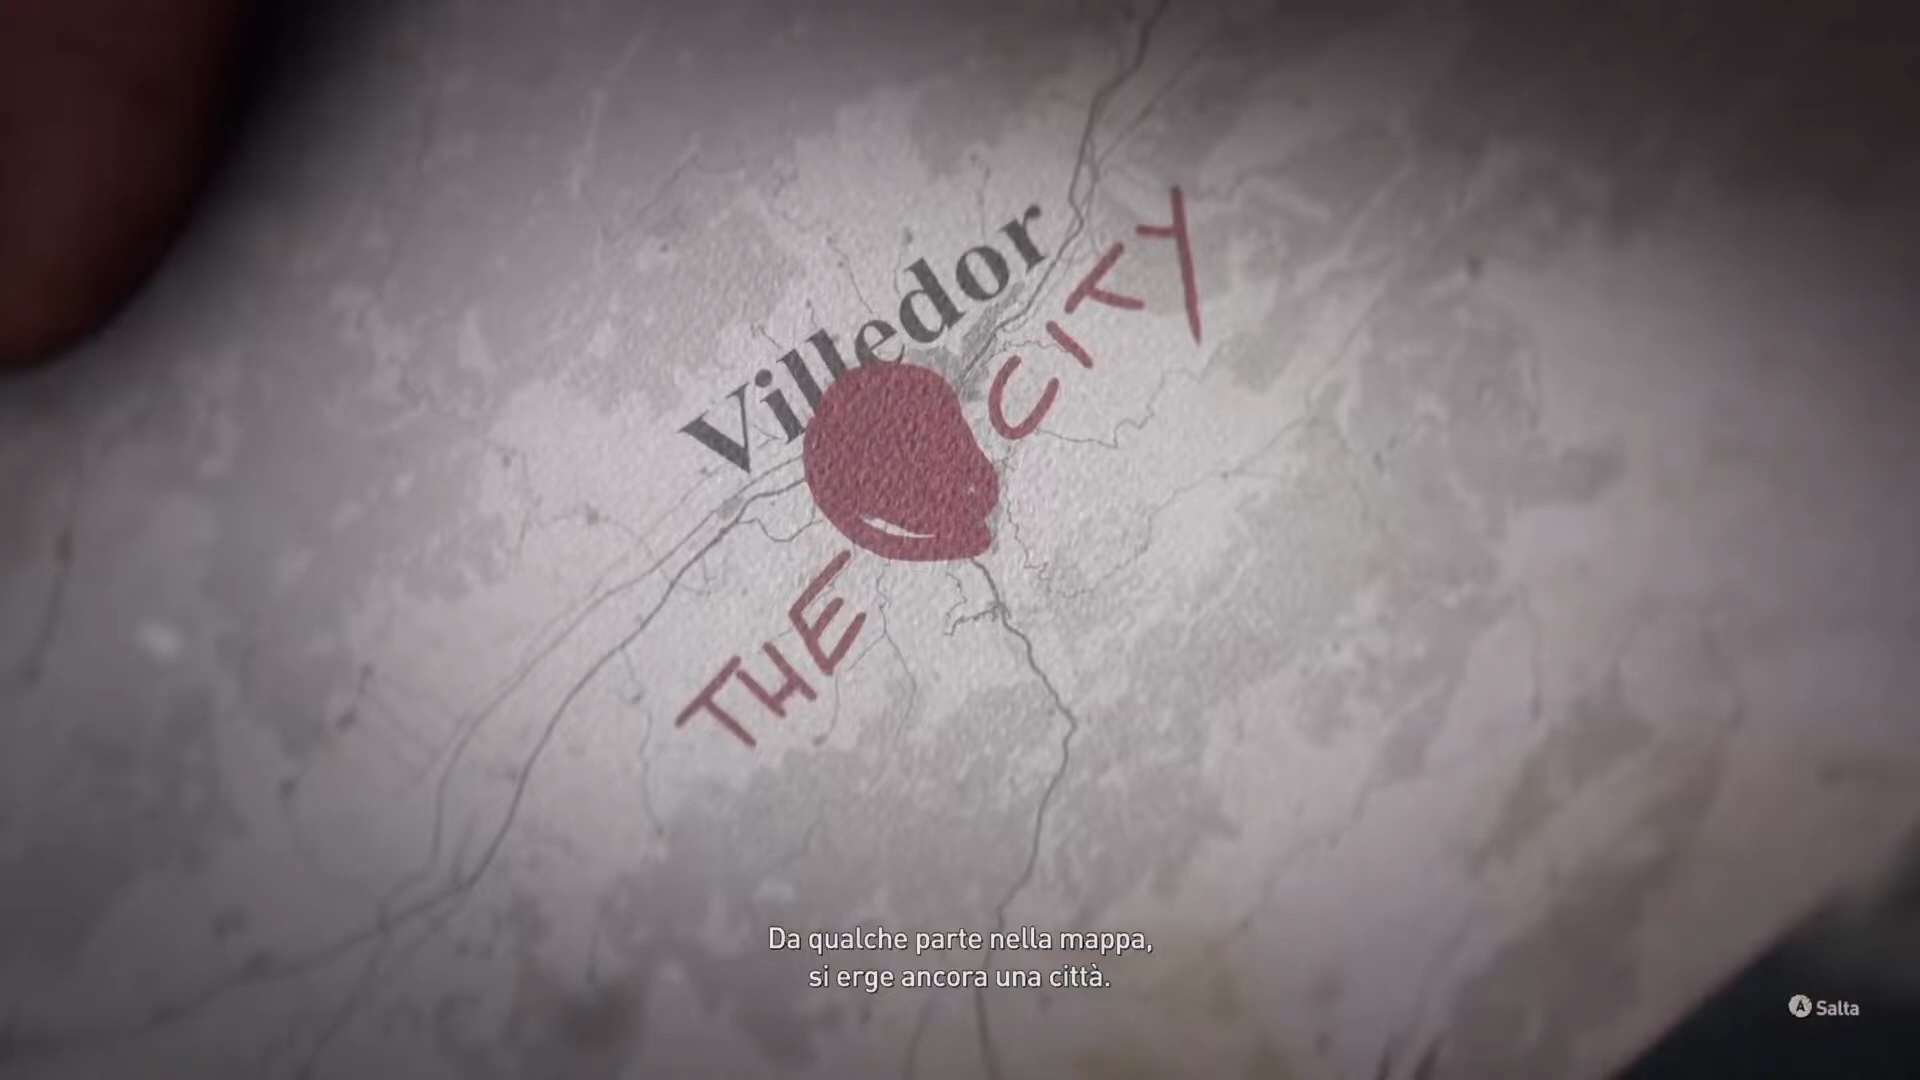 Villedor
THE CITY
Da qualche parte nella mappa,
si erge ancora una città.
A Salta